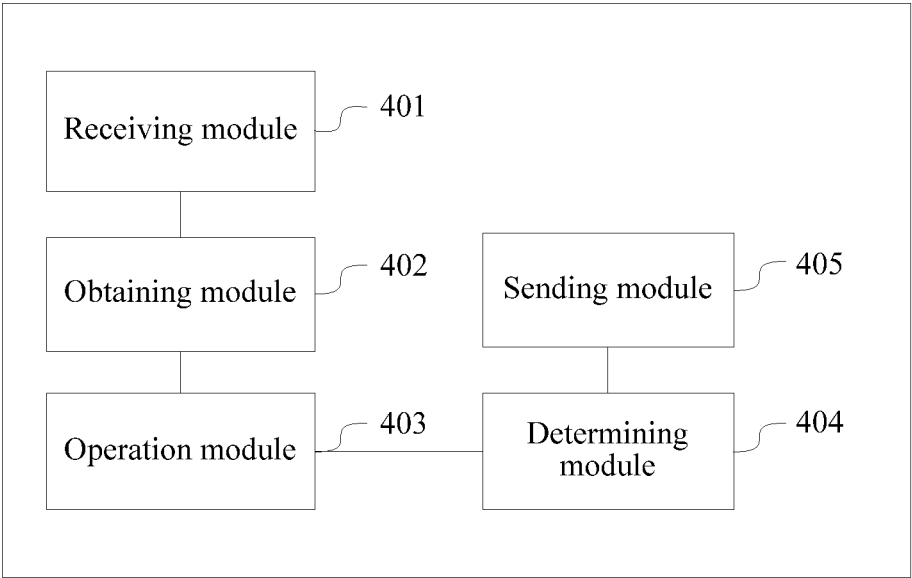 Receiving module
401
Obtaining module
402
Operation module
403
Sending module
405
Determining
module
404